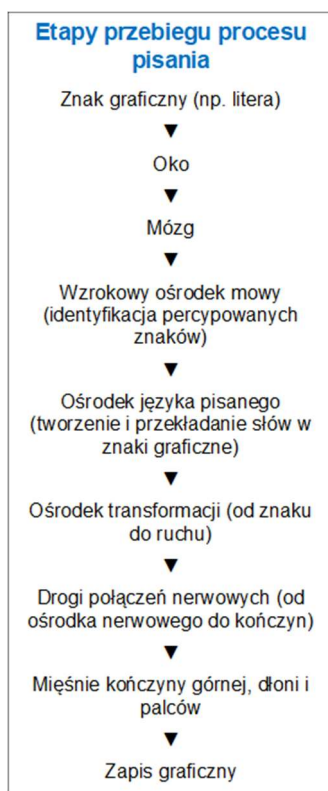 Etapy przebiegu procesu
pisania
Znak graficzny (np. litera)
▼
Oko
▼
Mózg
▼
Wzrokowy ośrodek mowy
(identyfikacja percypowanych
znaków)
▼
Ośrodek języka pisanego
(tworzenie i przekładanie słów w
znaki graficzne)
▼
Ośrodek transformacji (od znaku
do ruchu)
▼
Drogi połączeń nerwowych (od
ośrodka nerwowego do kończyn)
▼
Mięśnie kończyny górnej, dłoni i
palców
▼
Zapis graficzny